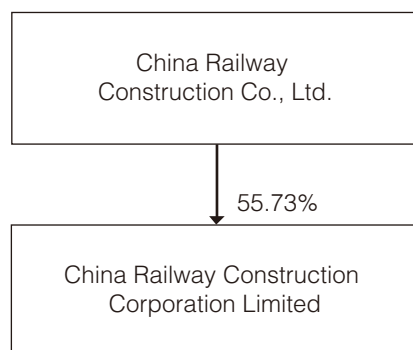 China Railway
Construction Co., Ltd.
55.73%
China Railway Construction
Corporation Limited